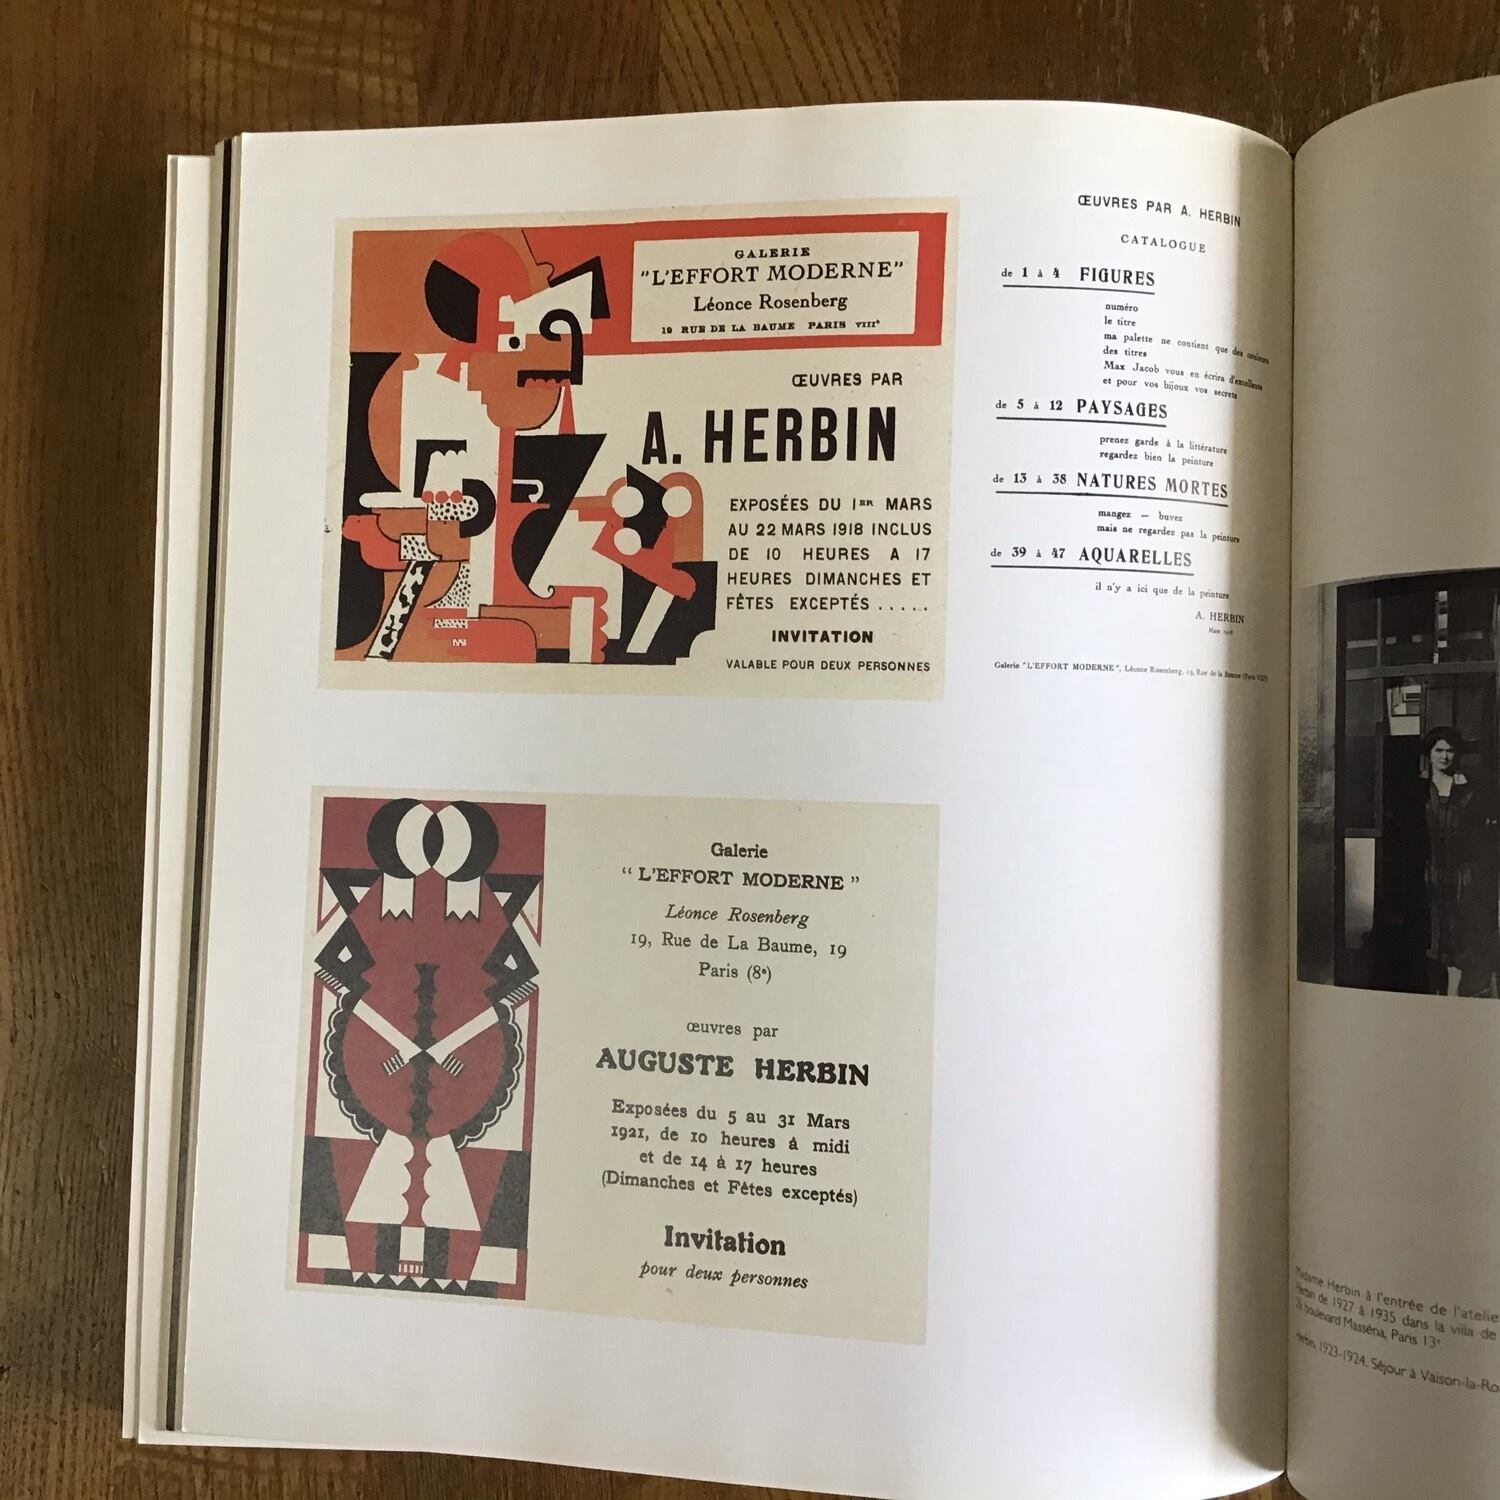 GALERIE
"L'EFFORT MODERNE"
Léonce Rosenberg
19 RUE DE LA BAUME PARIS VIIIᵉ
ŒUVRES PAR
A. HERBIN
EXPOSÉES DU 1ER MARS
AU 22 MARS 1918 INCLUS
DE 10 HEURES A 17
HEURES DIMANCHES ET
FÊTES EXCEPTÉS .....
INVITATION
VALABLE POUR DEUX PERSONNES
ŒUVRES PAR A. HERBIN
CATALOGUE
de 1 à 4 FIGURES
numéro
le titre
ma palette ne contient que des couleurs
des titres
Max Jacob vous en écrira d'excellents
et pour vos bijoux vos secrets
de 5 à 12 PAYSAGES
prenez garde à la littérature
regardez bien la peinture
de 13 à 38 NATURES MORTES
mangez — buvez
mais ne regardez pas la peinture
de 39 à 47 AQUARELLES
il n'y a ici que de la peinture
A. HERBIN
Mars 1918
Galerie "L'EFFORT MODERNE", Léonce Rosenberg, 19, Rue de la Baume (Paris VIIIᵉ)
Galerie
"L'EFFORT MODERNE"
Léonce Rosenberg
19, Rue de La Baume, 19
Paris (8ᵉ)
œuvres par
AUGUSTE HERBIN
Exposées du 5 au 31 Mars
1921, de 10 heures à midi
et de 14 à 17 heures
(Dimanches et Fêtes exceptés)
Invitation
pour deux personnes
Madame Herbin à l'entrée de l'atelie
Herbin de 1927 à 1935 dans la villa de
boulevard Masséna, Paris 13ᵉ.
Herbin, 1923-1924. Séjour à Vaison-la-Ro